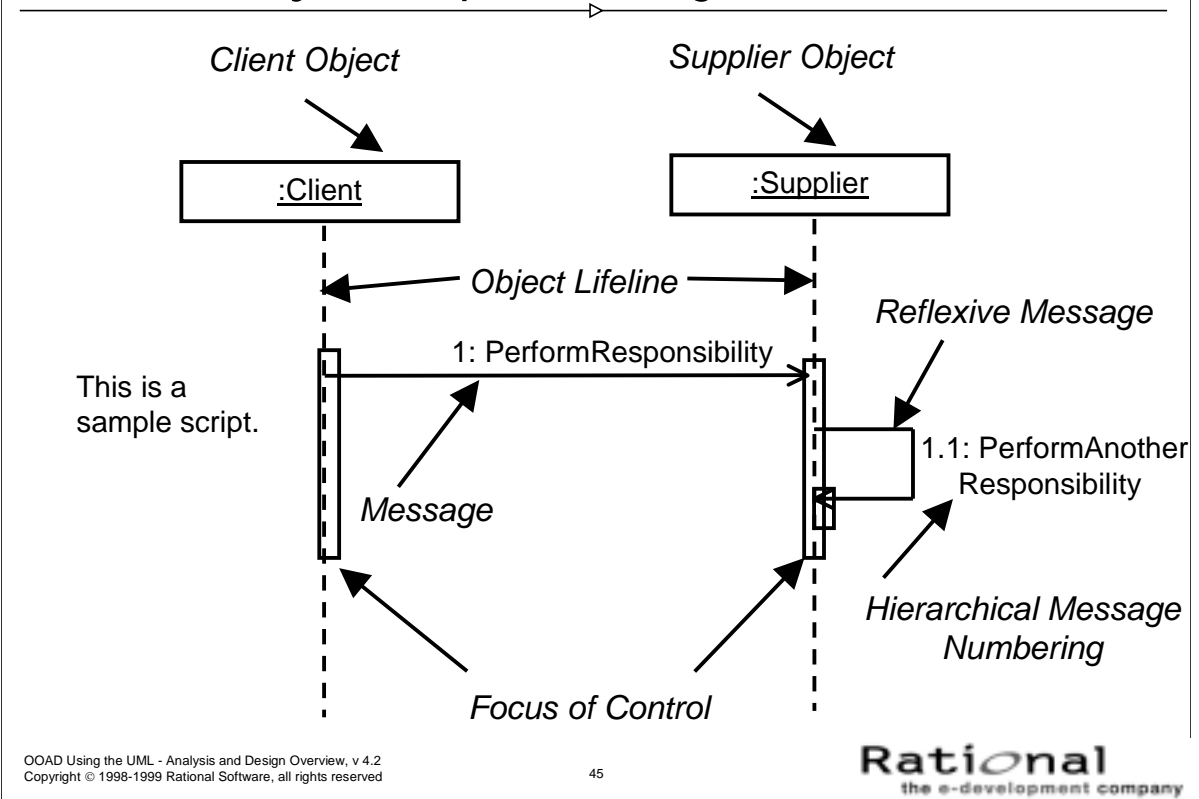 Client Object
Supplier Object
:Client
:Supplier
Object Lifeline
Reflexive Message
1: PerformResponsibility
This is a
sample script.
1.1: PerformAnother
Responsibility
Message
Hierarchical Message
Numbering
Focus of Control
OOAD Using the UML - Analysis and Design Overview, v 4.2
Copyright © 1998-1999 Rational Software, all rights reserved
45
Rational
the e-development company